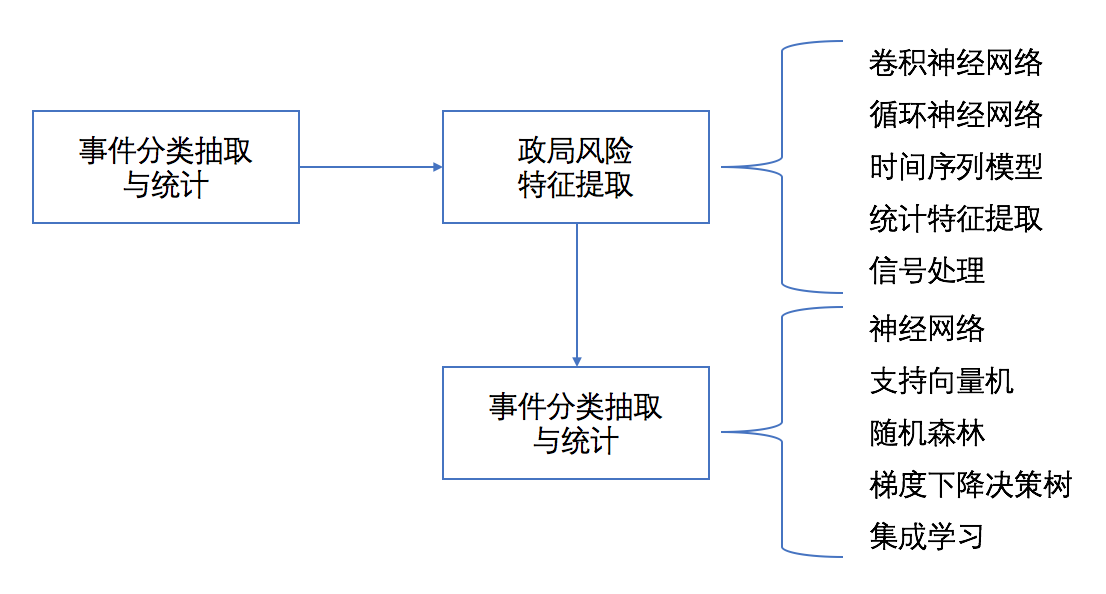 事件分类抽取
与统计
政局风险
特征提取
卷积神经网络
循环神经网络
时间序列模型
统计特征提取
信号处理
事件分类抽取
与统计
神经网络
支持向量机
随机森林
梯度下降决策树
集成学习